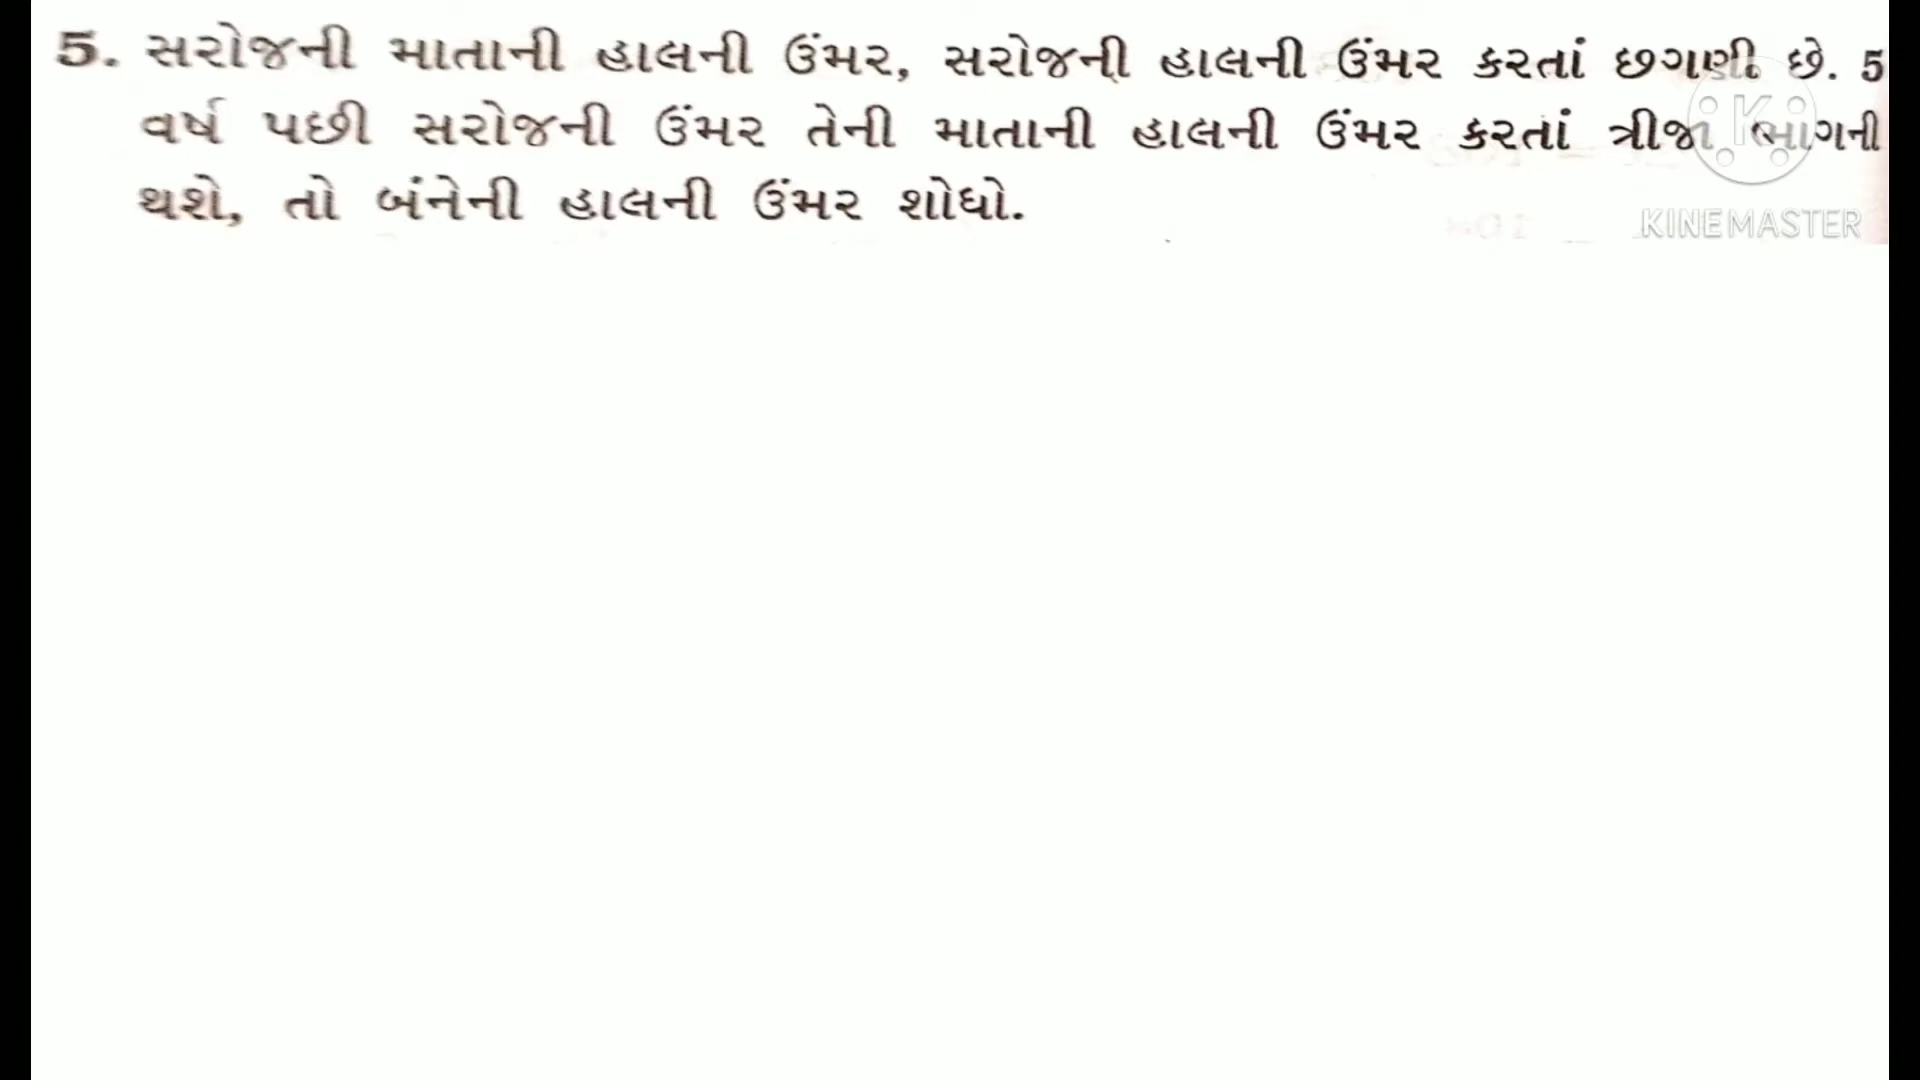 5. સરોજની માતાની હાલની ઉંમર, સરોજની હાલની ઉંમર કરતાં છગણી છે. 5
વર્ષ પછી સરોજની ઉંમર તેની માતાની હાલની ઉંમર કરતાં ત્રીજા ભાગની
થશે, તો બંનેની હાલની ઉંમર શોધો.
K
KINEMASTER